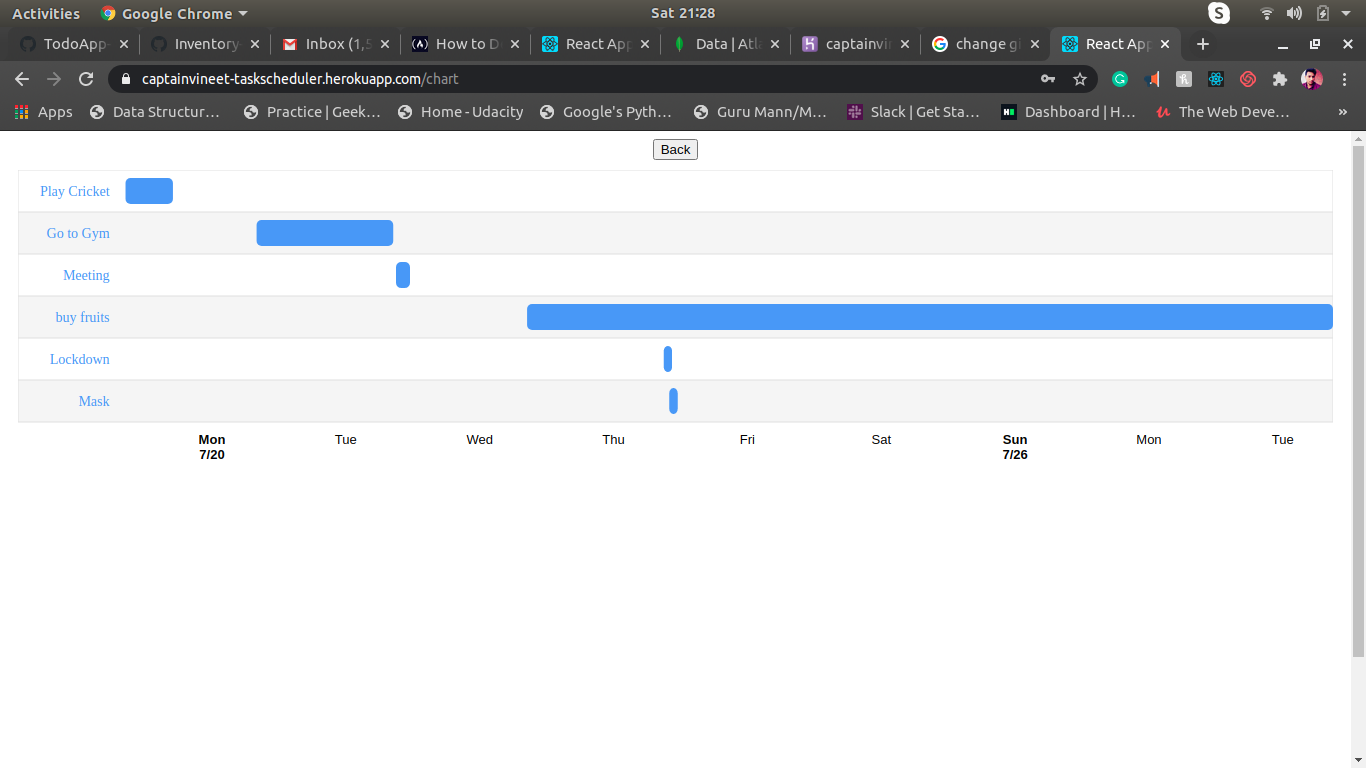 Activities Google Chrome Sat 21:28 S
TodoApp- Inventory Inbox (1,5 How to D React App Data | Atla captainvin change gi React App
captainvineet-taskscheduler.herokuapp.com/chart
Apps Data Structur… Practice | Geek… Home - Udacity Google's Pyth… Guru Mann/M… Slack | Get Sta… Dashboard | H… The Web Deve… »
Back
Play Cricket
Go to Gym
Meeting
buy fruits
Lockdown
Mask
Mon Tue Wed Thu Fri Sat Sun Mon Tue
7/20 7/26